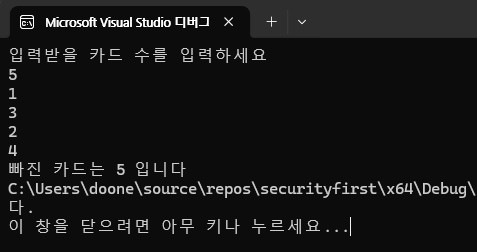 Microsoft Visual Studio 디버그
입력받을 카드 수를 입력하세요
5
1
3
2
4
빠진 카드는 5 입니다
C:\Users\doone\source\repos\securityfirst\x64\Debug\
다.
이 창을 닫으려면 아무 키나 누르세요...